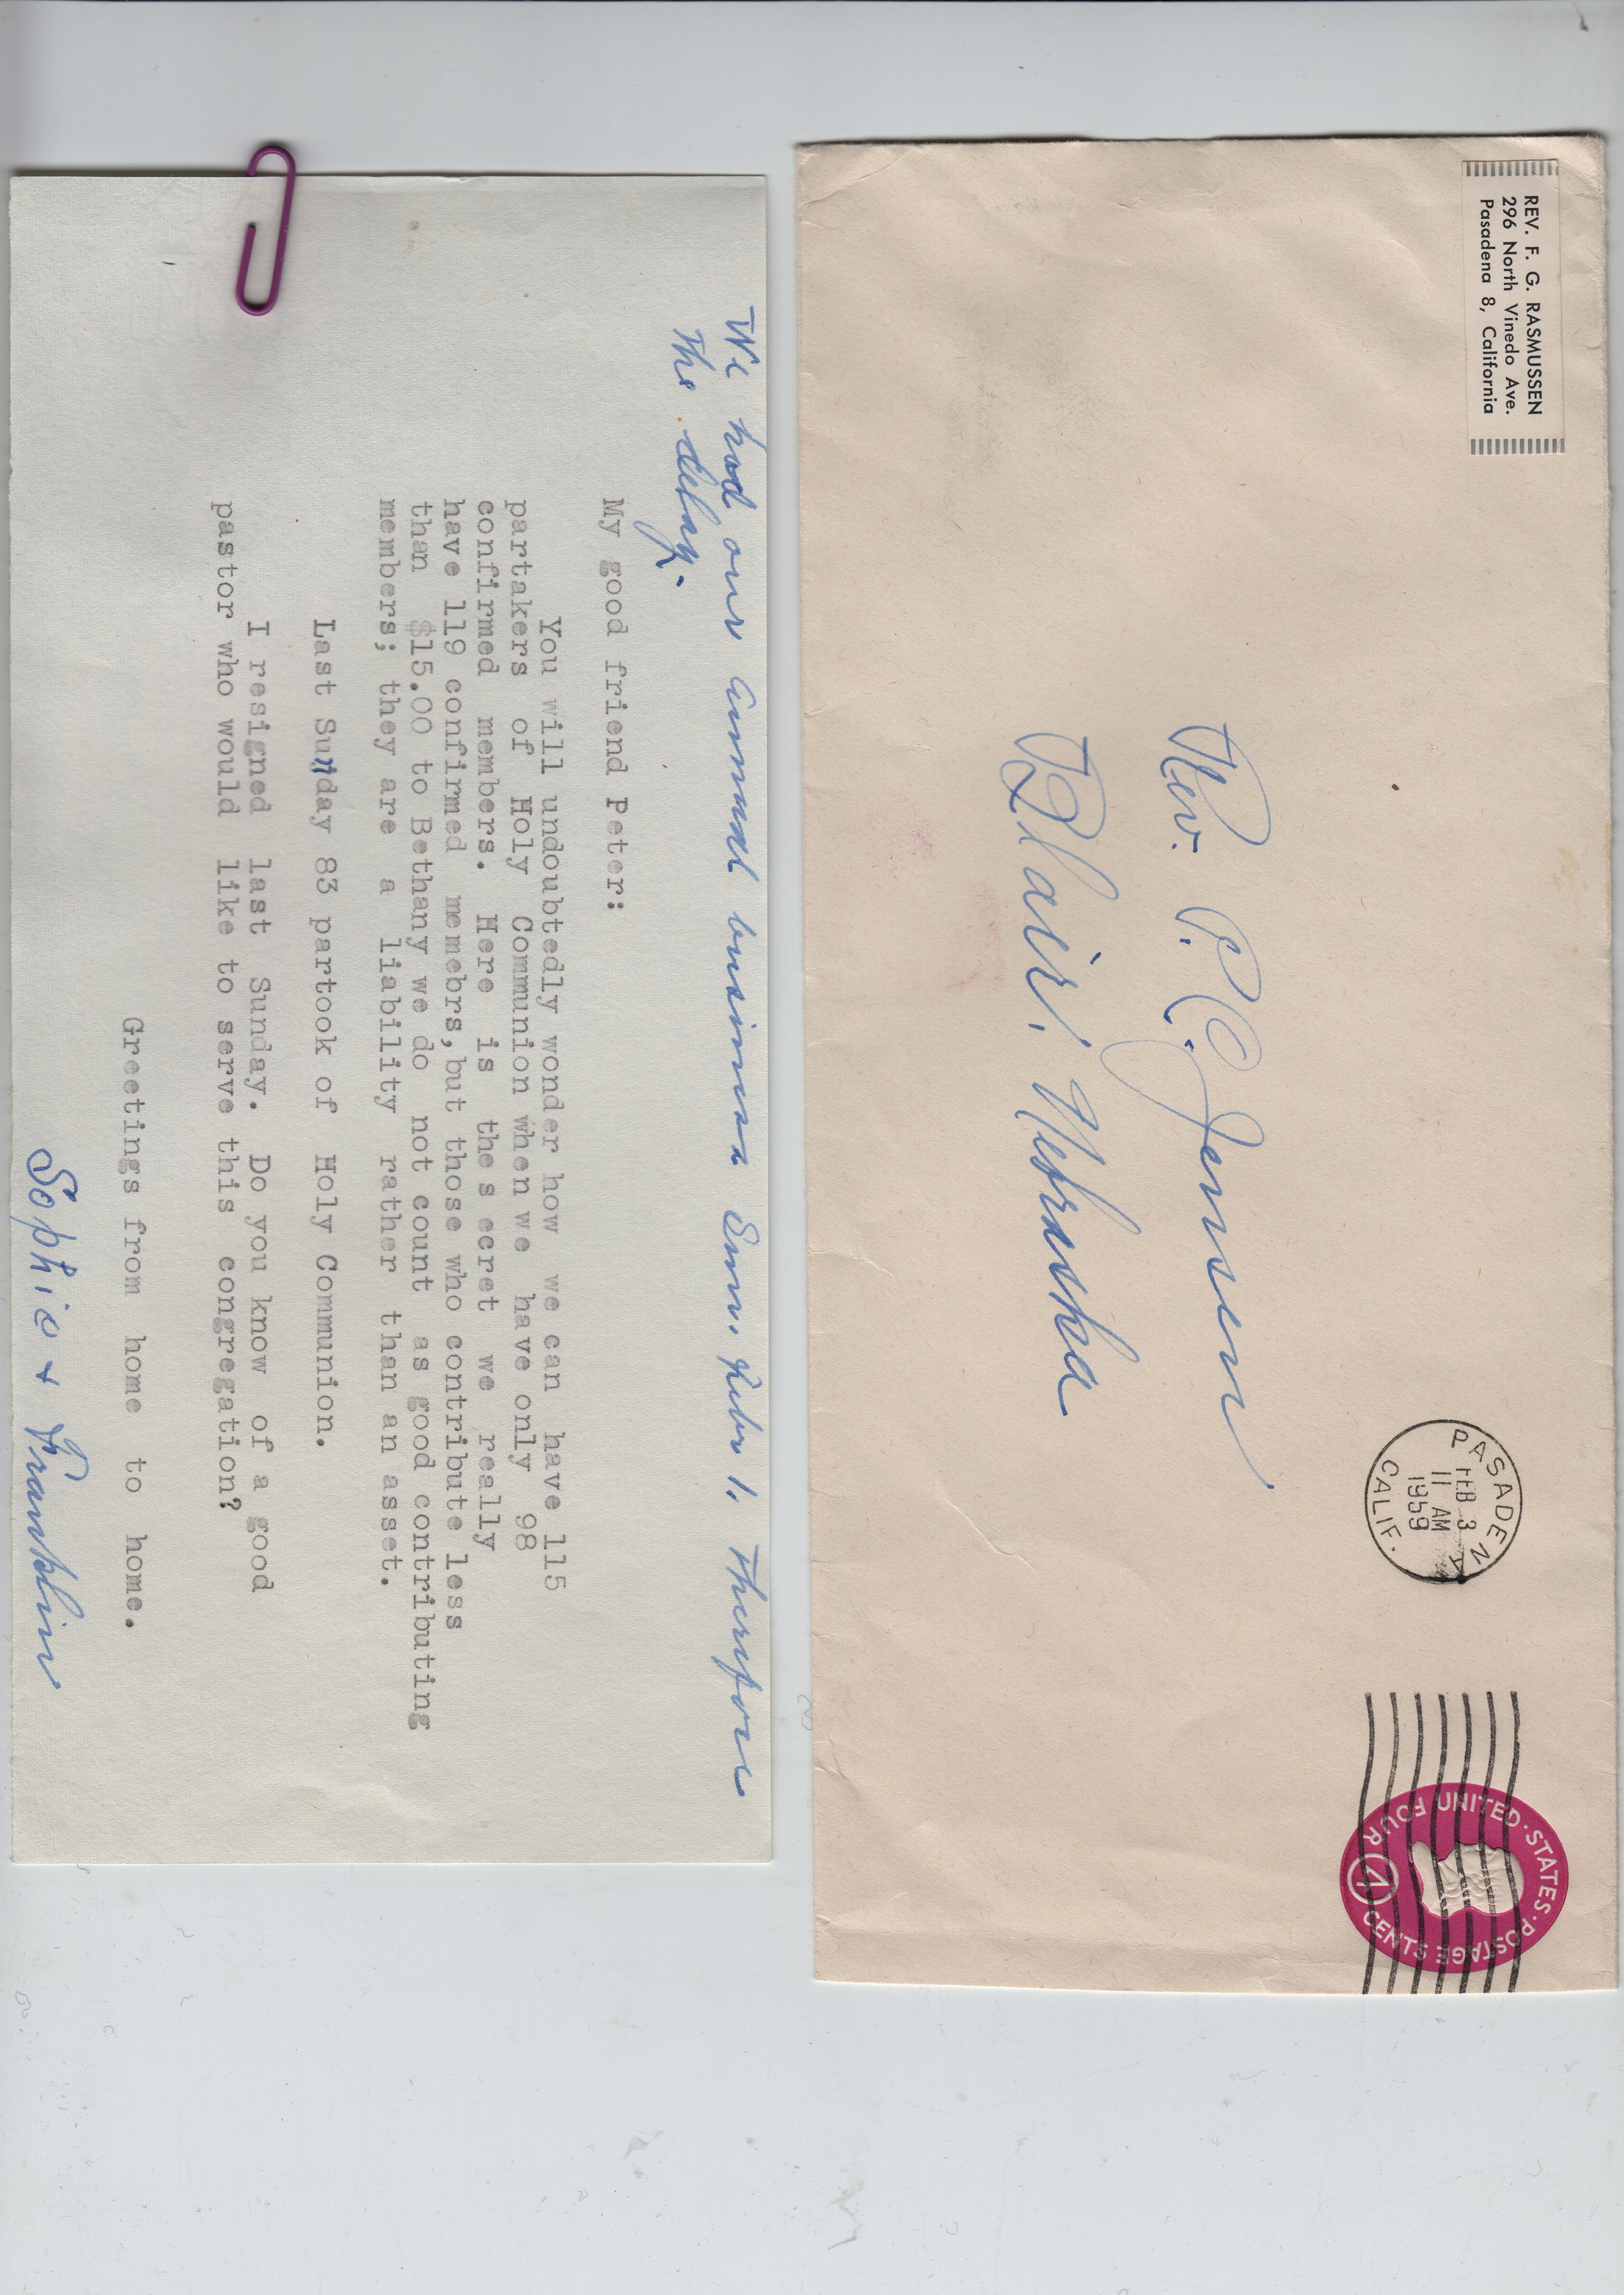 REV. F. G. RASMUSSEN
296 North Vinedo Ave.
Pasadena 8, California
PASADENA
FEB 3
11 AM
1959
CALIF.
UNITED·STATES·POSTAGE
FOUR 4 CENTS
Rev. P. C. Jensen
Blair, Nebraska
We had our annual business Sun. Febr 1. Therefore
the delay.
My good friend Peter:
You will undoubtedly wonder how we can have 115
partakers of Holy Communion when we have only 98
confirmed members. Here is the s ecret we really
have 119 confirmed memebrs,but those who contribute less
than $15.00 to Bethany we do not count as good contributing
members; they are a liability rather than an asset.
Last Sunday 83 partook of Holy Communion.
I resigned last Sunday. Do you know of a good
pastor who would like to serve this congregation?
Greetings from home to home.
Sophie + Franklin